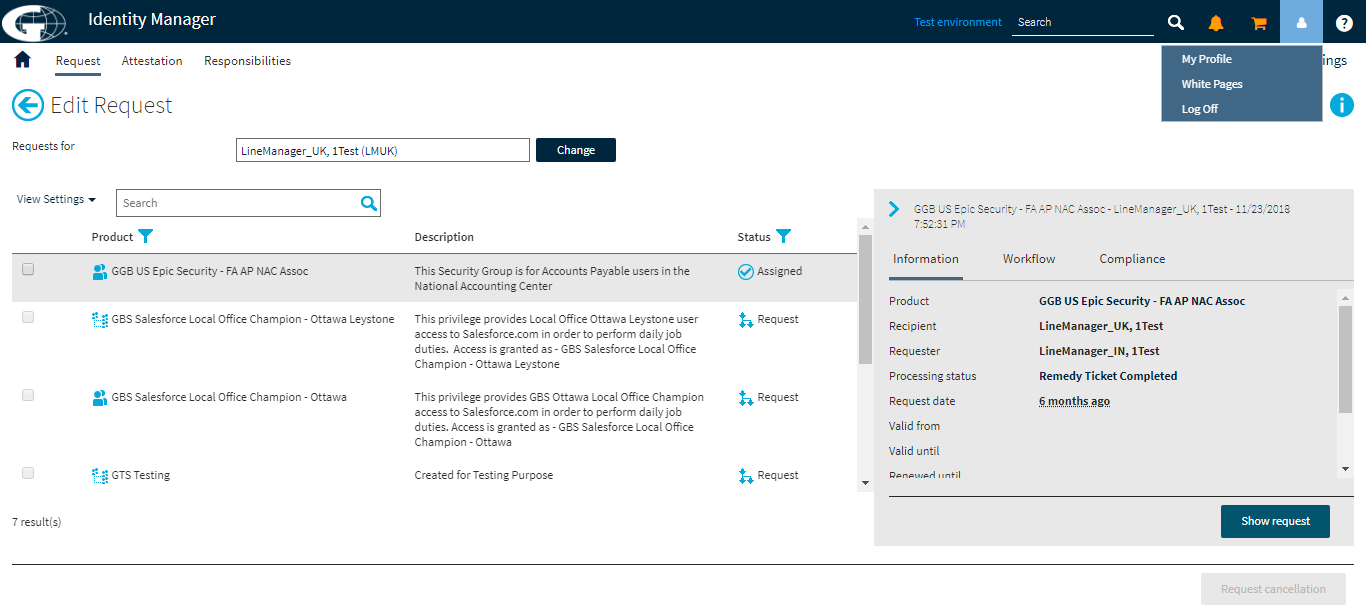 Identity Manager
Test environment
Search
?
Request
Attestation
Responsibilities
ings
My Profile
White Pages
Log Off
Edit Request
i
Requests for
LineManager_UK, 1Test (LMUK)
Change
View Settings
Search
Product
Description
Status
GGB US Epic Security - FA AP NAC Assoc
This Security Group is for Accounts Payable users in the
National Accounting Center
Assigned
GBS Salesforce Local Office Champion - Ottawa Leystone
This privilege provides Local Office Ottawa Leystone user
access to Salesforce.com in order to perform daily job
duties.  Access is granted as - GBS Salesforce Local Office
Champion - Ottawa Leystone
Request
GBS Salesforce Local Office Champion - Ottawa
This privilege provides GBS Ottawa Local Office Champion
access to Salesforce.com in order to perform daily job
duties. Access is granted as - GBS Salesforce Local Office
Champion - Ottawa
Request
GTS Testing
Created for Testing Purpose
Request
7 result(s)
GGB US Epic Security - FA AP NAC Assoc - LineManager_UK, 1Test - 11/23/2018
7:52:31 PM
Information
Workflow
Compliance
Product
GGB US Epic Security - FA AP NAC Assoc
Recipient
LineManager_UK, 1Test
Requester
LineManager_IN, 1Test
Processing status
Remedy Ticket Completed
Request date
6 months ago
Valid from
Valid until
Renewed until
Show request
Request cancellation